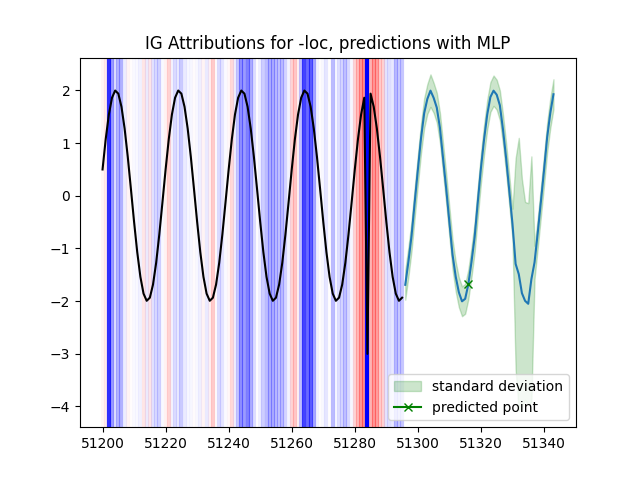 IG Attributions for -loc, predictions with MLP
2
1
0
−1
−2
−3
−4
standard deviation
predicted point
51200 51220 51240 51260 51280 51300 51320 51340